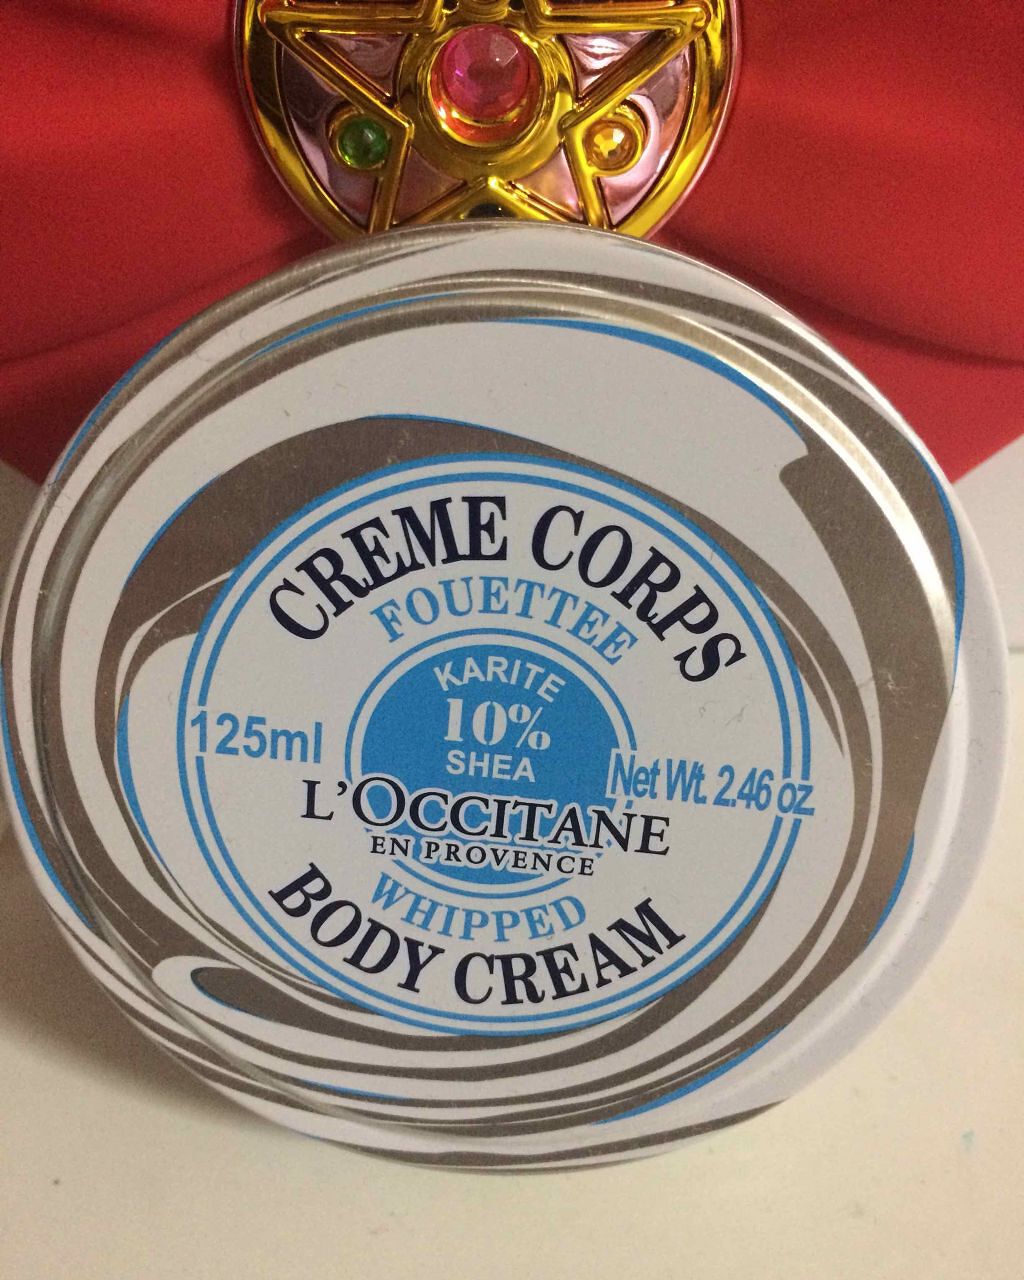 CREME CORPS
FOUETTEE
KARITE
10%
SHEA
125ml
Net Wt. 2.46 oz
L'OCCITANE
EN PROVENCE
WHIPPED
BODY CREAM